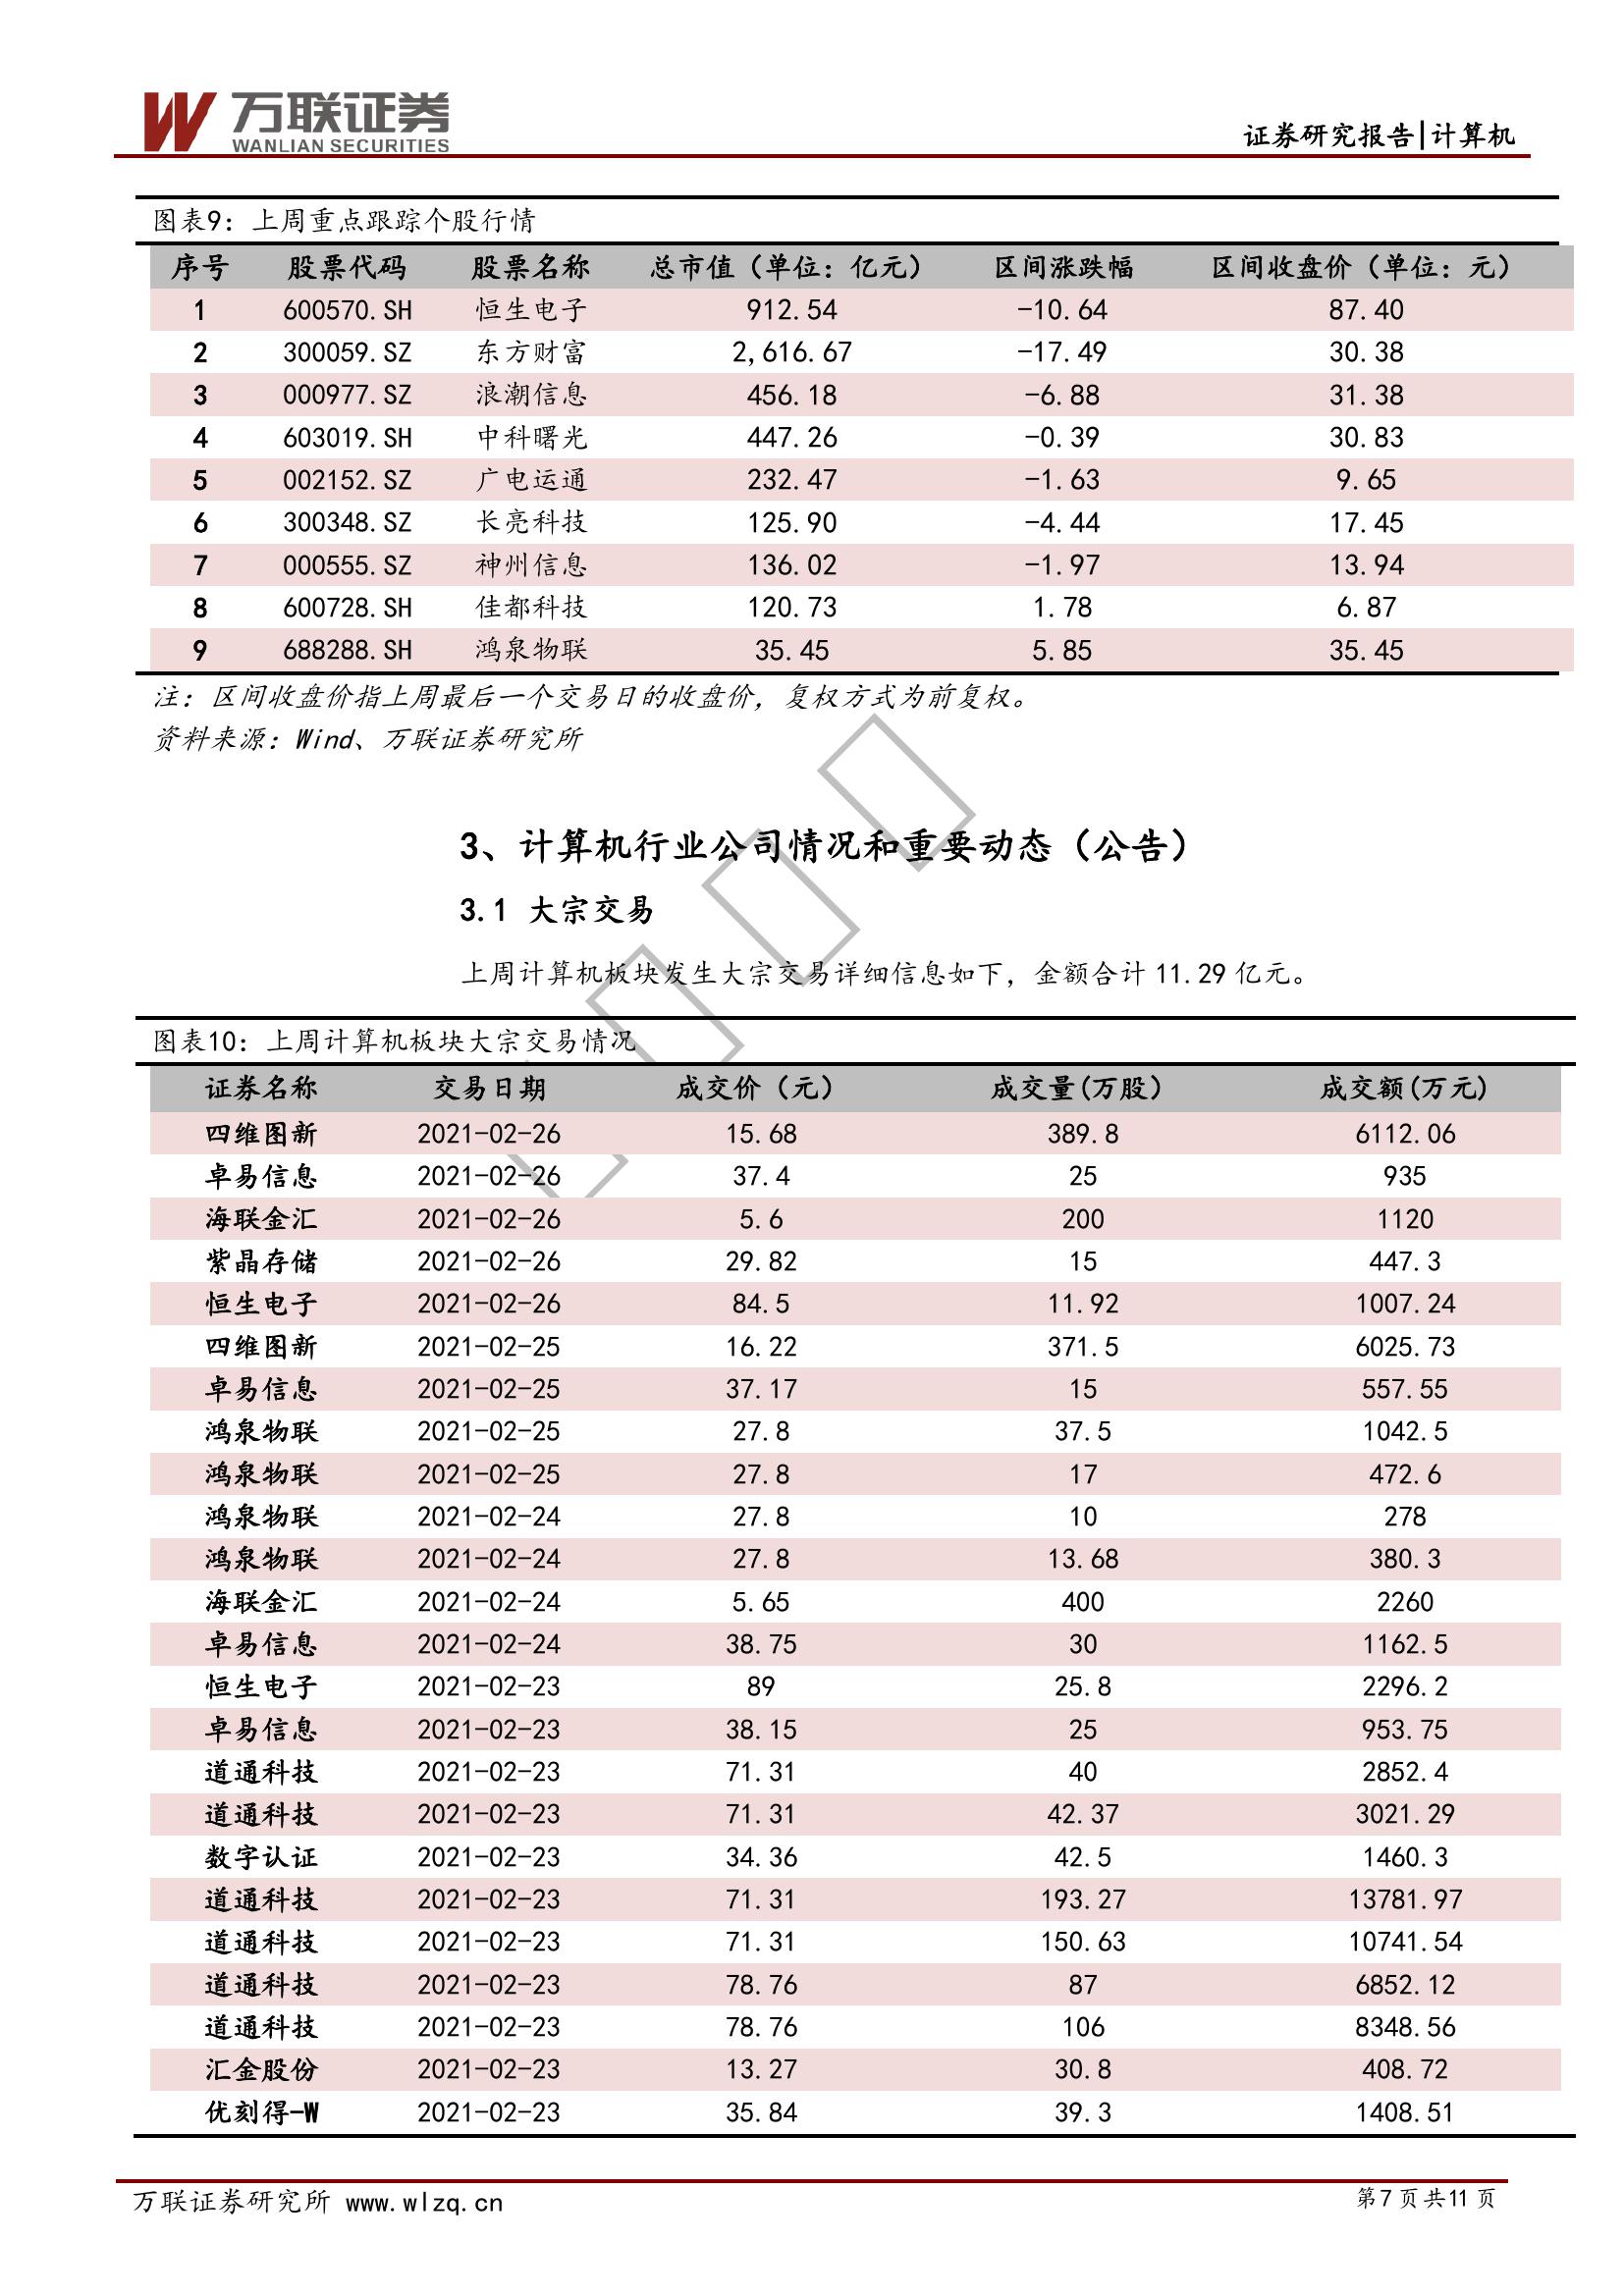 万联证券
WANLIAN SECURITIES
证券研究报告|计算机
图表9：上周重点跟踪个股行情
序号 股票代码 股票名称 总市值（单位：亿元） 区间涨跌幅 区间收盘价（单位：元）
1 600570.SH 恒生电子 912.54 -10.64 87.40
2 300059.SZ 东方财富 2,616.67 -17.49 30.38
3 000977.SZ 浪潮信息 456.18 -6.88 31.38
4 603019.SH 中科曙光 447.26 -0.39 30.83
5 002152.SZ 广电运通 232.47 -1.63 9.65
6 300348.SZ 长亮科技 125.90 -4.44 17.45
7 000555.SZ 神州信息 136.02 -1.97 13.94
8 600728.SH 佳都科技 120.73 1.78 6.87
9 688288.SH 鸿泉物联 35.45 5.85 35.45
注：区间收盘价指上周最后一个交易日的收盘价，复权方式为前复权。
资料来源：Wind、万联证券研究所
3、计算机行业公司情况和重要动态（公告）
3.1 大宗交易
上周计算机板块发生大宗交易详细信息如下，金额合计 11.29 亿元。
图表10：上周计算机板块大宗交易情况
证券名称 交易日期 成交价（元） 成交量(万股） 成交额(万元)
四维图新 2021-02-26 15.68 389.8 6112.06
卓易信息 2021-02-26 37.4 25 935
海联金汇 2021-02-26 5.6 200 1120
紫晶存储 2021-02-26 29.82 15 447.3
恒生电子 2021-02-26 84.5 11.92 1007.24
四维图新 2021-02-25 16.22 371.5 6025.73
卓易信息 2021-02-25 37.17 15 557.55
鸿泉物联 2021-02-25 27.8 37.5 1042.5
鸿泉物联 2021-02-25 27.8 17 472.6
鸿泉物联 2021-02-24 27.8 10 278
鸿泉物联 2021-02-24 27.8 13.68 380.3
海联金汇 2021-02-24 5.65 400 2260
卓易信息 2021-02-24 38.75 30 1162.5
恒生电子 2021-02-23 89 25.8 2296.2
卓易信息 2021-02-23 38.15 25 953.75
道通科技 2021-02-23 71.31 40 2852.4
道通科技 2021-02-23 71.31 42.37 3021.29
数字认证 2021-02-23 34.36 42.5 1460.3
道通科技 2021-02-23 71.31 193.27 13781.97
道通科技 2021-02-23 71.31 150.63 10741.54
道通科技 2021-02-23 78.76 87 6852.12
道通科技 2021-02-23 78.76 106 8348.56
汇金股份 2021-02-23 13.27 30.8 408.72
优刻得-W 2021-02-23 35.84 39.3 1408.51
万联证券研究所 www.wlzq.cn
第 7 页 共 11 页